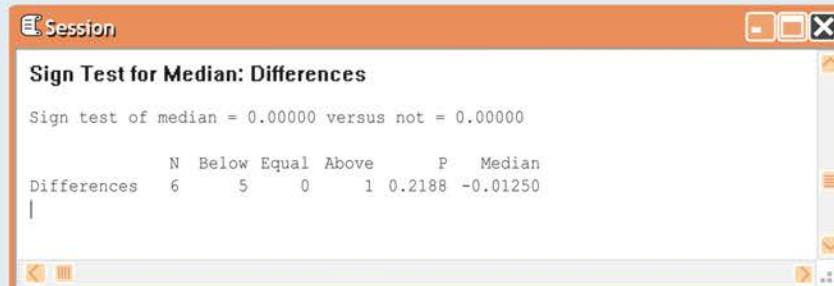 Session
Sign Test for Median: Differences
Sign test of median = 0.00000 versus not = 0.00000
N Below Equal Above P Median
Differences 6 5 0 1 0.2188 -0.01250